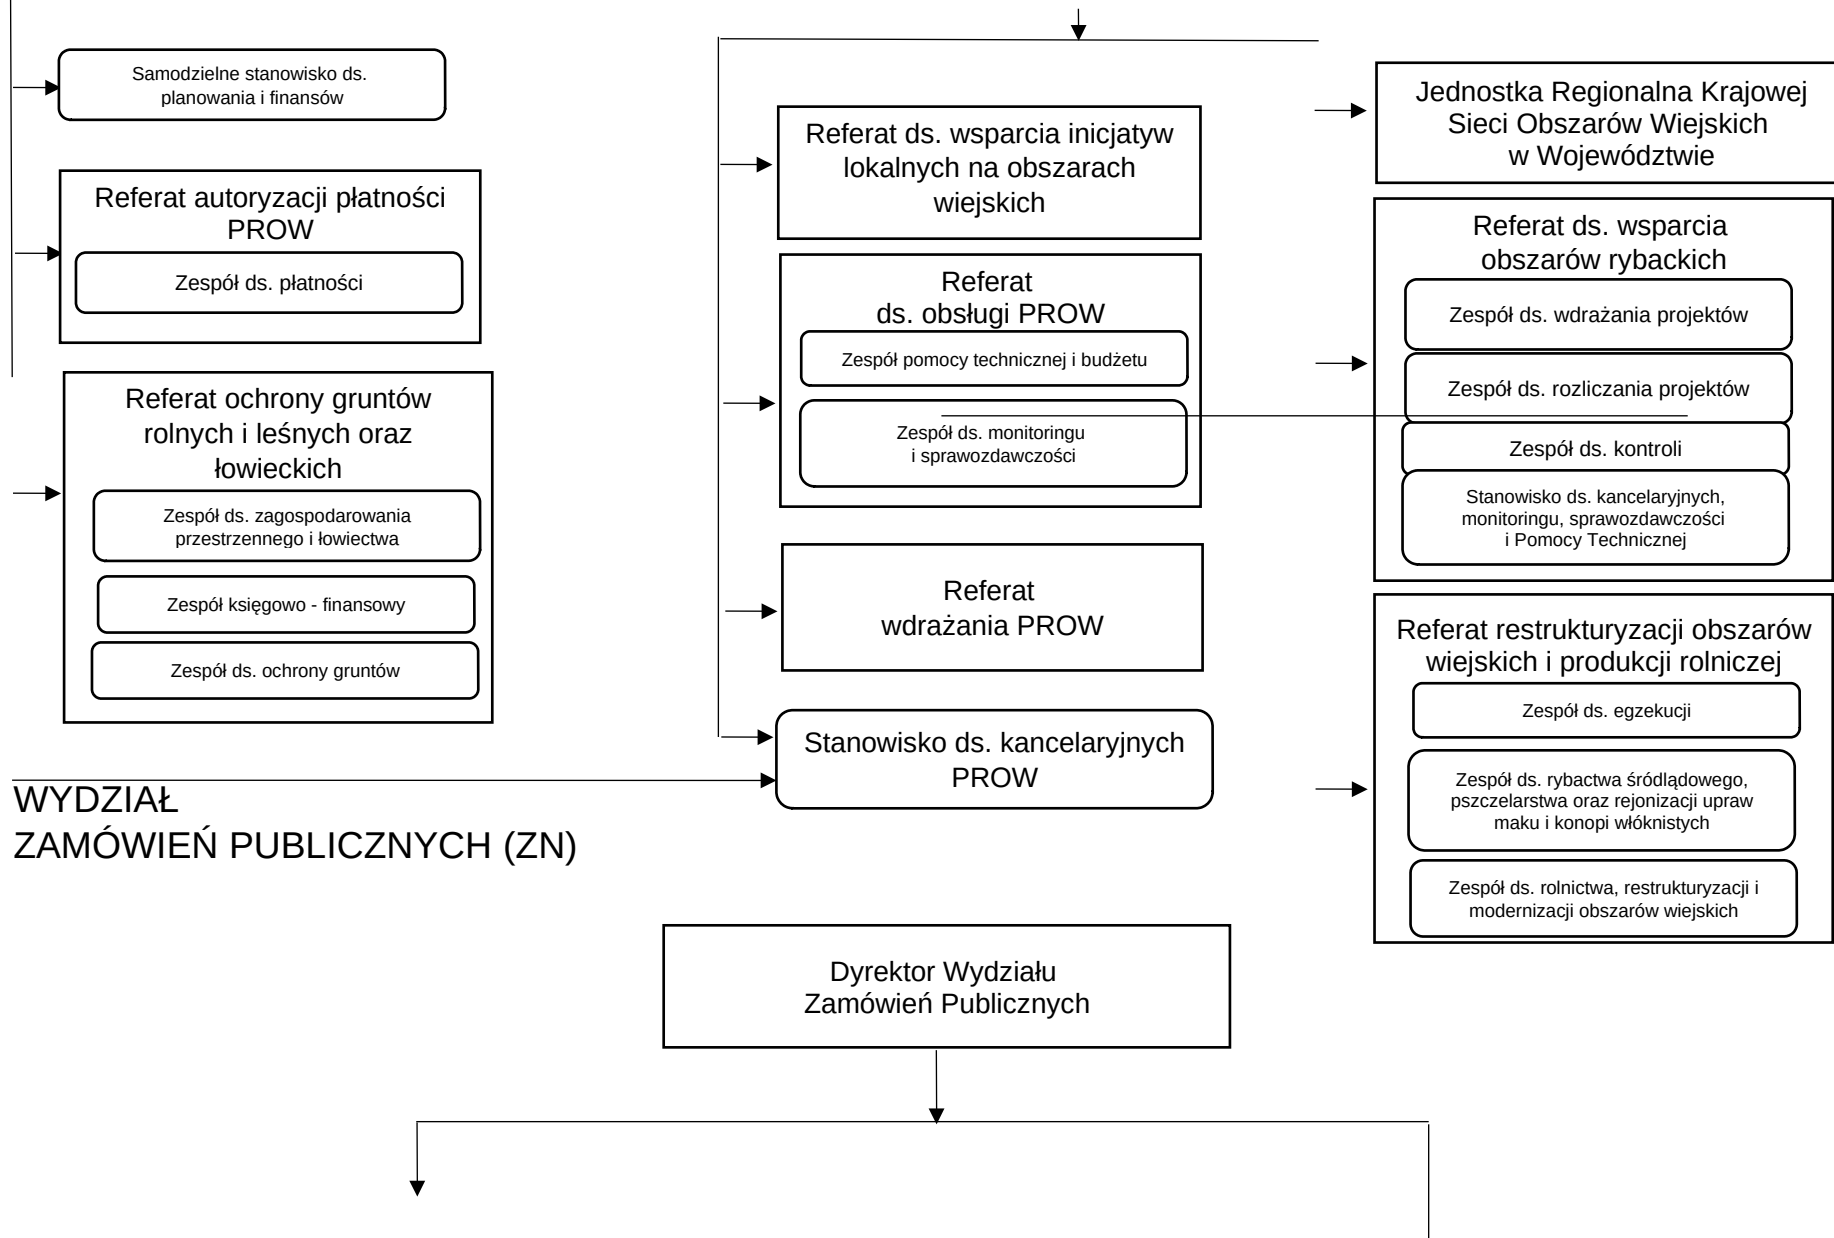 Samodzielne stanowisko ds.
planowania i finansów
Referat autoryzacji płatności
PROW
Zespół ds. płatności
Referat ochrony gruntów
rolnych i leśnych oraz
łowieckich
Zespół ds. zagospodarowania
przestrzennego i łowiectwa
Zespół księgowo - finansowy
Zespół ds. ochrony gruntów
Referat ds. wsparcia inicjatyw
lokalnych na obszarach
wiejskich
Referat
ds. obsługi PROW
Zespół pomocy technicznej i budżetu
Zespół ds. monitoringu
i sprawozdawczości
Referat
wdrażania PROW
Stanowisko ds. kancelaryjnych
PROW
Jednostka Regionalna Krajowej
Sieci Obszarów Wiejskich
w Województwie
Referat ds. wsparcia
obszarów rybackich
Zespół ds. wdrażania projektów
Zespół ds. rozliczania projektów
Zespół ds. kontroli
Stanowisko ds. kancelaryjnych,
monitoringu, sprawozdawczości
i Pomocy Technicznej
Referat restrukturyzacji obszarów
wiejskich i produkcji rolniczej
Zespół ds. egzekucji
Zespół ds. rybactwa śródlądowego,
pszczelarstwa oraz rejonizacji upraw
maku i konopi włóknistych
Zespół ds. rolnictwa, restrukturyzacji i
modernizacji obszarów wiejskich
WYDZIAŁ
ZAMÓWIEŃ PUBLICZNYCH (ZN)
Dyrektor Wydziału
Zamówień Publicznych